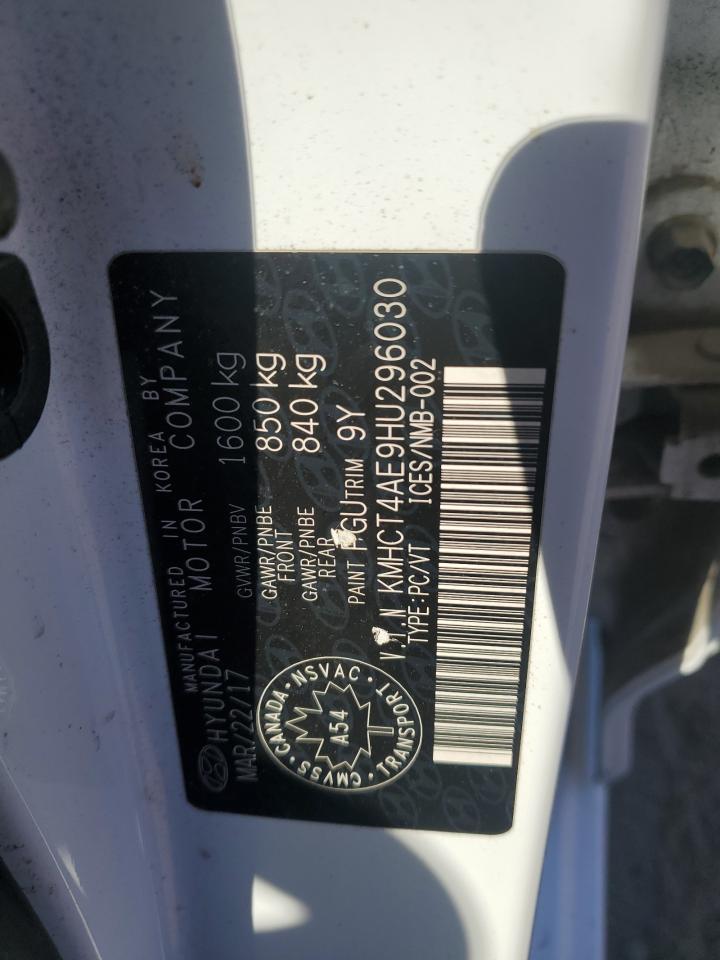 MANUFACTURED IN KOREA BY
HYUNDAI MOTOR COMPANY
MAR/22/17
GVWR/PNBV 1600 kg
GAWR/PNBE FRONT 850 kg
GAWR/PNBE REAR 840 kg
PAINT GU TRIM 9Y
V.I.N KMHCT4AE9HU296030
TYPE:PC/VT ICES/NMB-002
CANADA · NSVAC · TRANSPORT · CMVSS
A54